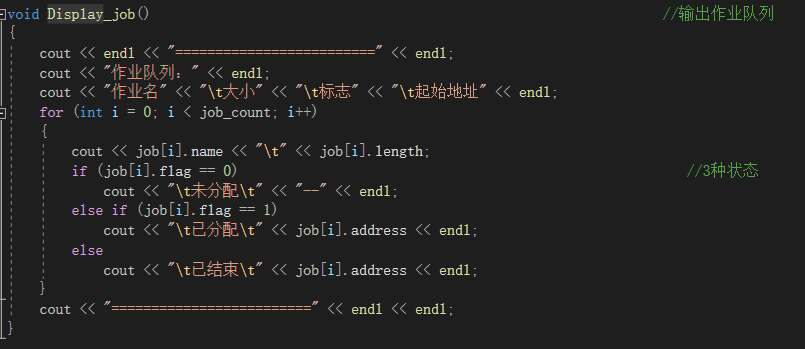 void Display_job() //输出作业队列
{
cout << endl << "=========================" << endl;
cout << "作业队列：" << endl;
cout << "作业名" << "\t大小" << "\t标志" << "\t起始地址" << endl;
for (int i = 0; i < job_count; i++)
{
cout << job[i].name << "\t" << job[i].length;
if (job[i].flag == 0) //3种状态
cout << "\t未分配\t" << "--" << endl;
else if (job[i].flag == 1)
cout << "\t已分配\t" << job[i].address << endl;
else
cout << "\t已结束\t" << job[i].address << endl;
}
cout << "=========================" << endl << endl;
}